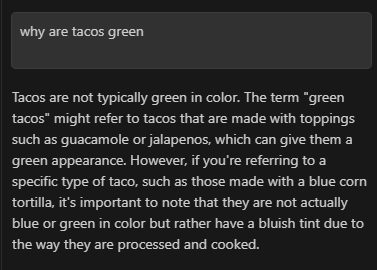 why are tacos green
Tacos are not typically green in color. The term "green
tacos" might refer to tacos that are made with toppings
such as guacamole or jalapenos, which can give them a
green appearance. However, if you're referring to a
specific type of taco, such as those made with a blue corn
tortilla, it's important to note that they are not actually
blue or green in color but rather have a bluish tint due to
the way they are processed and cooked.